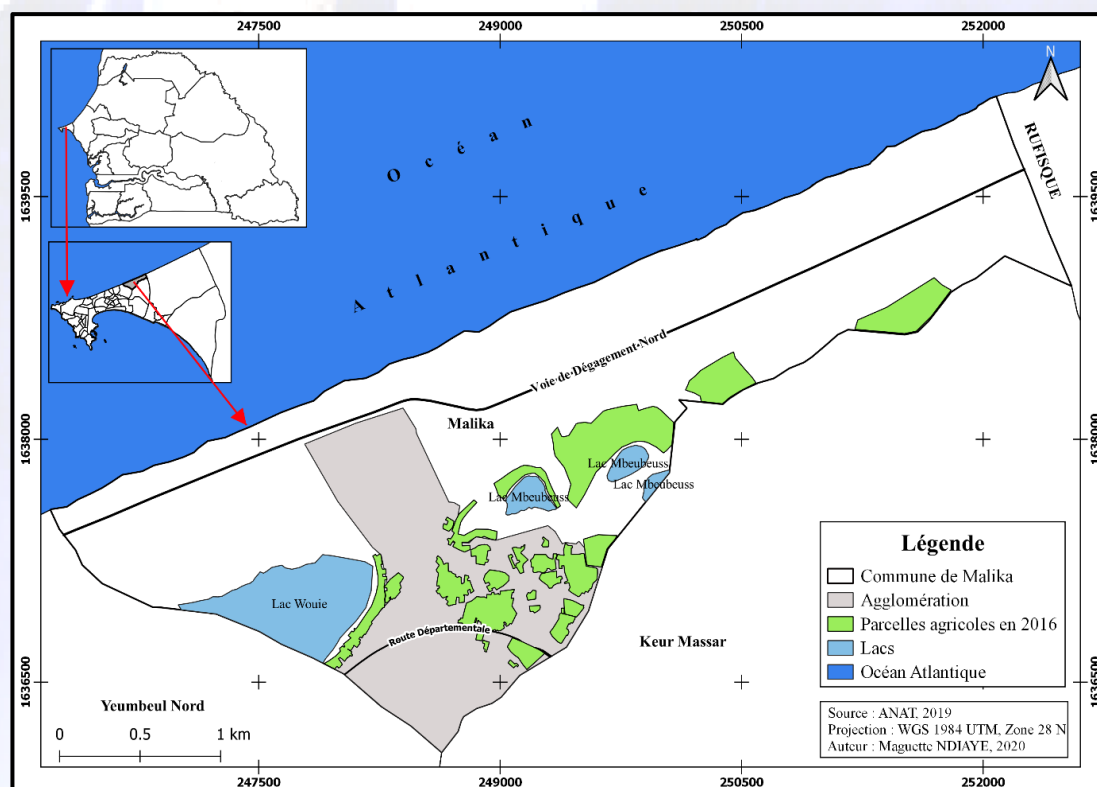 247500
249000
250500
252000
N
RUFISQUE
Océan
Atlantique
1639500
1639500
Voie de Dégagement Nord
Malika
1638000
1638000
Lac Mbeubeuss
Lac Mbeubeuss
Lac Mbeubeuss
Lac Wouie
Route Départementale
Keur Massar
Yeumbeul Nord
1636500
1636500
0 0.5 1 km
Légende
Commune de Malika
Agglomération
Parcelles agricoles en 2016
Lacs
Océan Atlantique
Source : ANAT, 2019
Projection : WGS 1984 UTM, Zone 28 N
Auteur : Maguette NDIAYE, 2020
247500
249000
250500
252000